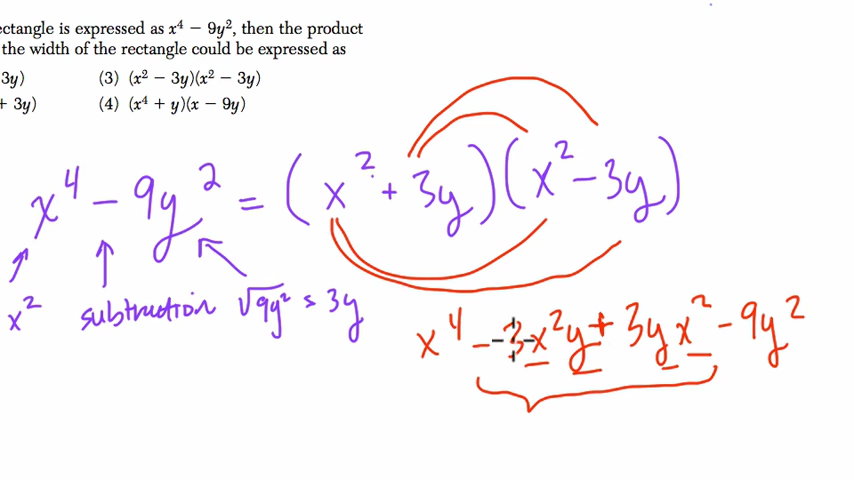 ectangle is expressed as x⁴ − 9y², then the product
the width of the rectangle could be expressed as
3y) (3) (x² − 3y)(x² − 3y)
+ 3y) (4) (x⁴ + y)(x − 9y)
x⁴ − 9y² = (x² + 3y)(x² − 3y)
x² subtraction √9y² = 3y
x⁴ − 3x²y + 3yx² − 9y²